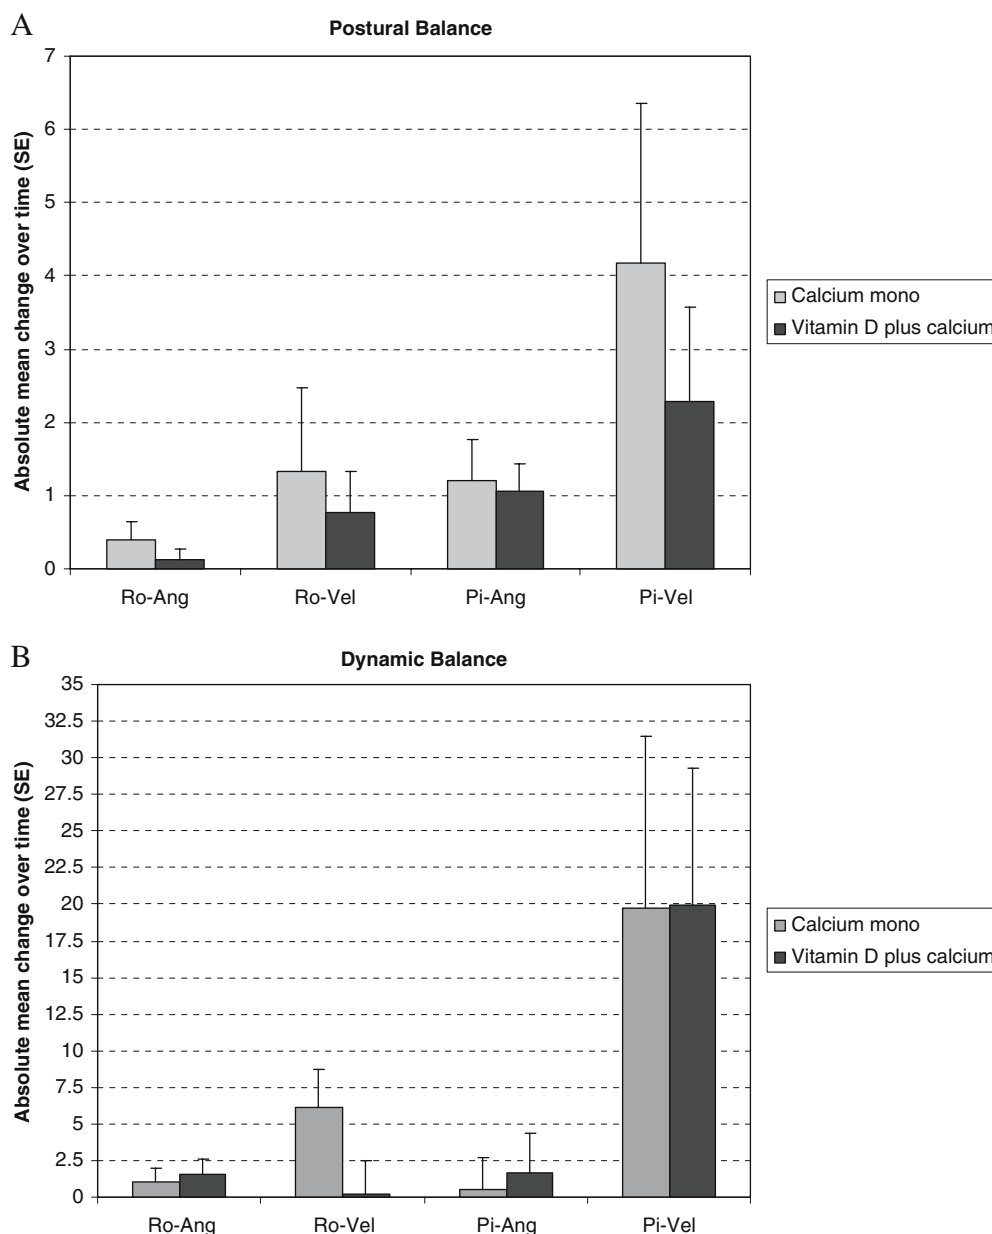 A
Postural Balance
Absolute mean change over time (SE)
7
6
5
4
3
2
1
0
Ro-Ang Ro-Vel Pi-Ang Pi-Vel
Calcium mono
Vitamin D plus calcium
B
Dynamic Balance
Absolute mean change over time (SE)
35
32.5
30
27.5
25
22.5
20
17.5
15
12.5
10
7.5
5
2.5
0
Ro-Ang Ro-Vel Pi-Ang Pi-Vel
Calcium mono
Vitamin D plus calcium